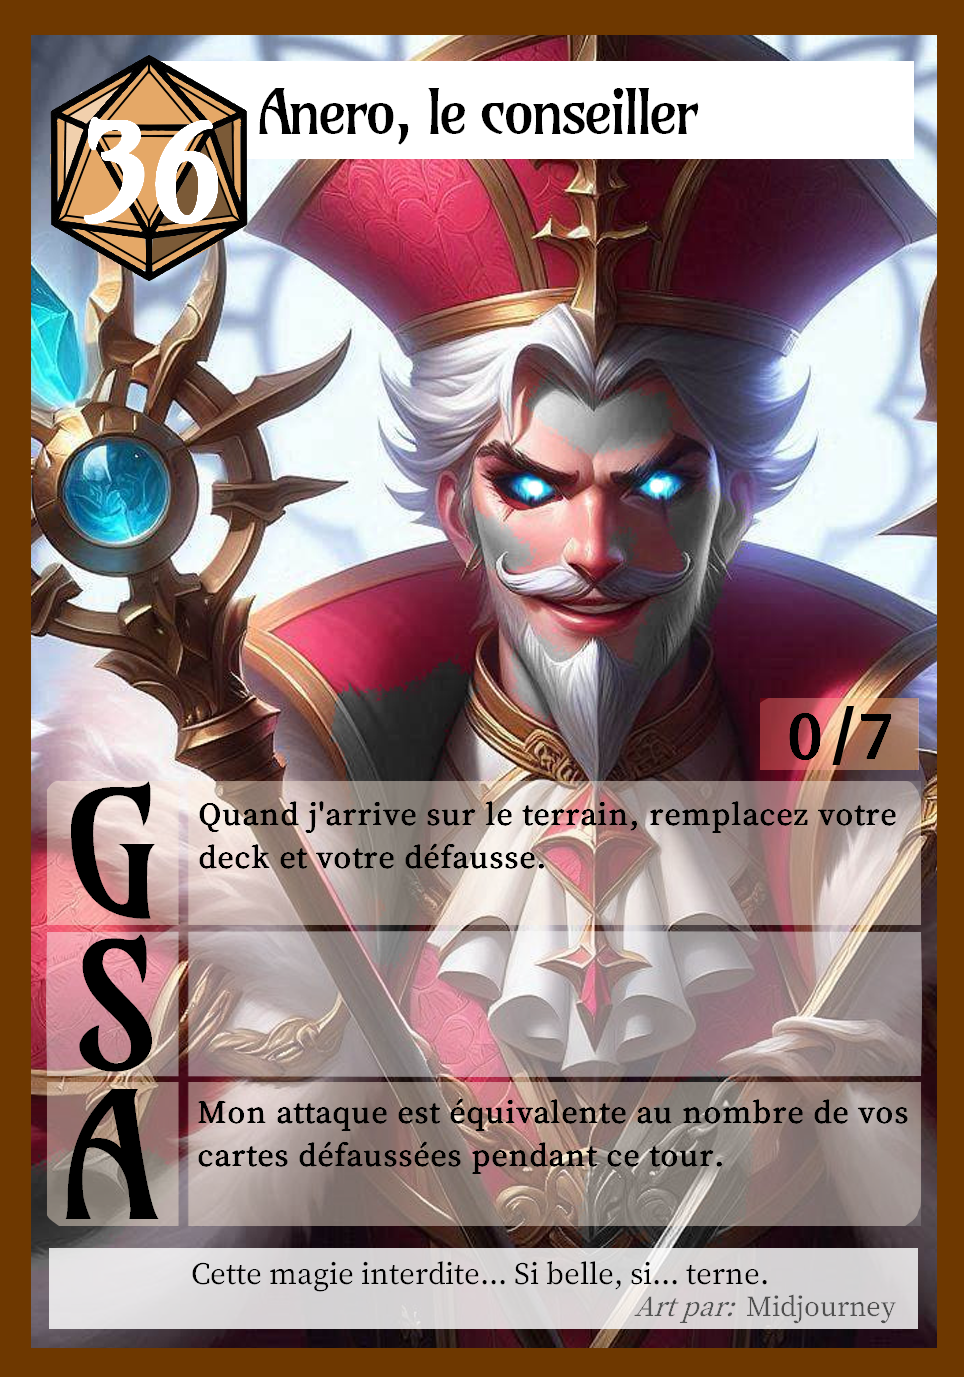 36
Anero, le conseiller
0/7
G
Quand j'arrive sur le terrain, remplacez votre
deck et votre défausse.
S
A
Mon attaque est équivalente au nombre de vos
cartes défaussées pendant ce tour.
Cette magie interdite... Si belle, si... terne.
Art par: Midjourney